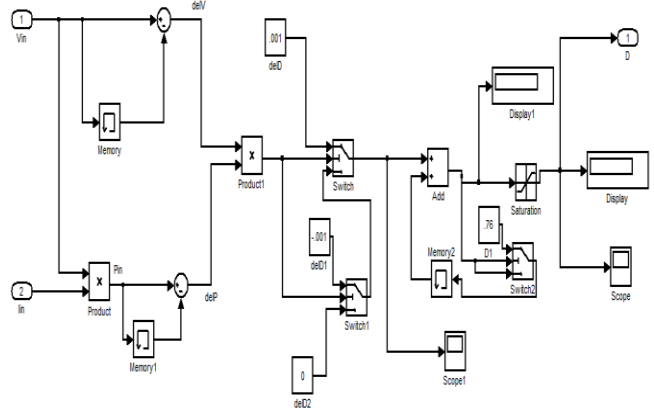 1
Vin
+
-
delV
Memory
.001
delD
x
Product1
Switch
+
+
Add
Display1
1
D
Saturation
Display
.76
D1
Memory2
Switch2
Scope
-.001
delD1
Switch1
2
Iin
Pin
x
Product
+
-
delP
Memory1
0
delD2
Scope1